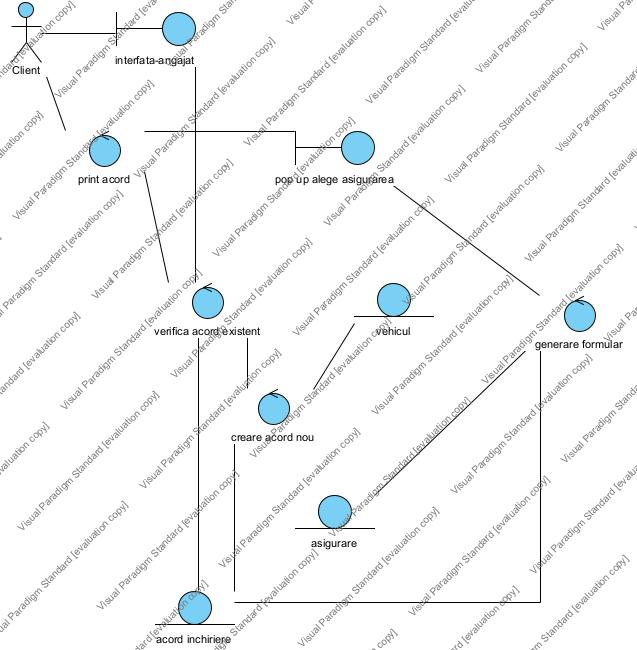 interfata-angajat
Client
print acord
pop up alege asigurarea
verifica acord existent
vehicul
generare formular
creare acord nou
asigurare
acord inchiriere
Visual Paradigm Standard [evaluation copy]